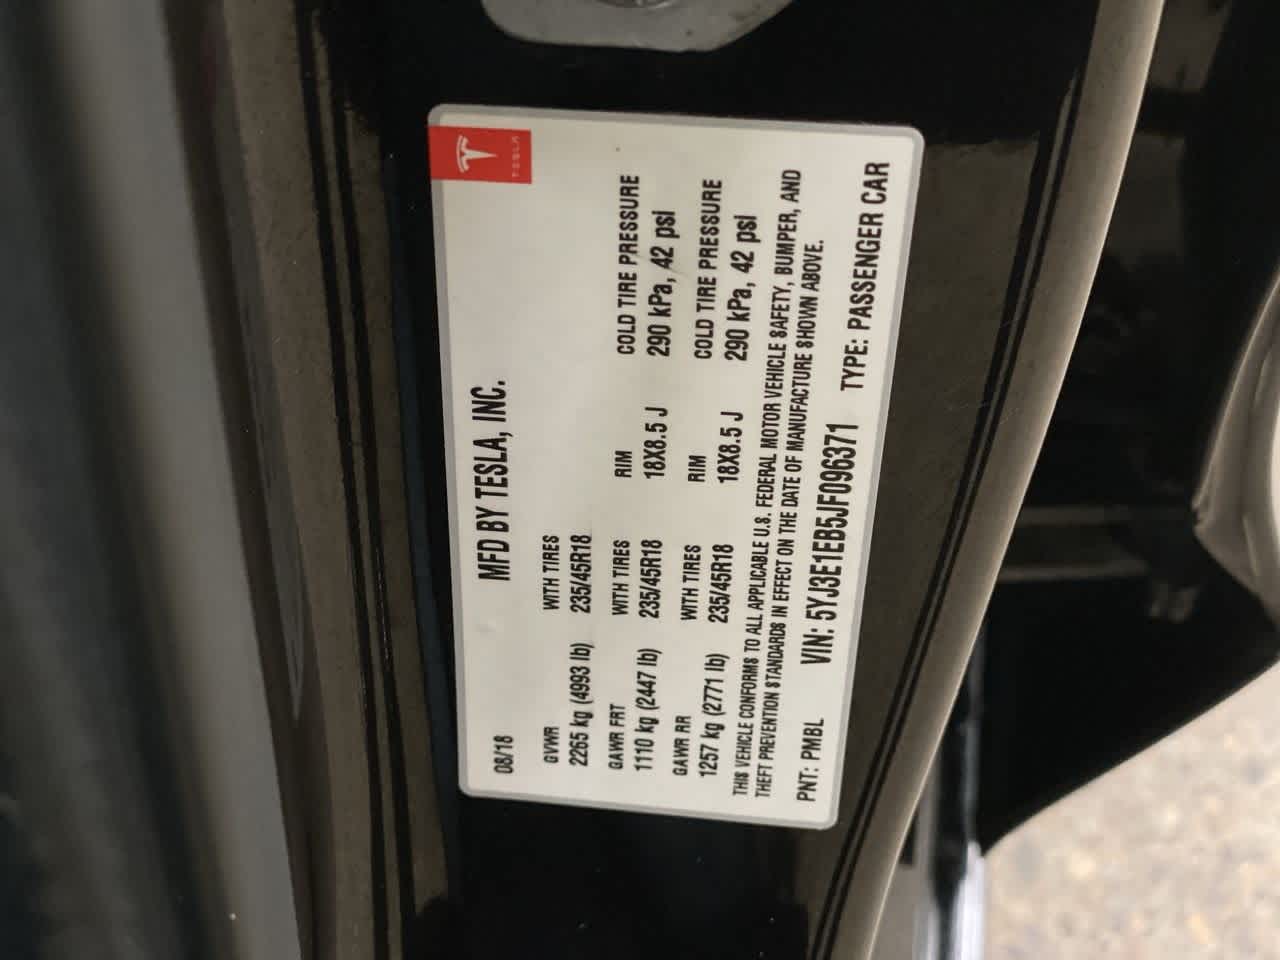 TESLA
08/18 MFD BY TESLA, INC.
GVWR WITH TIRES
2265 kg (4993 lb) 235/45R18
GAWR FRT WITH TIRES RIM COLD TIRE PRESSURE
1110 kg (2447 lb) 235/45R18 18X8.5 J 290 kPa, 42 psi
GAWR RR WITH TIRES RIM COLD TIRE PRESSURE
1257 kg (2771 lb) 235/45R18 18X8.5 J 290 kPa, 42 psi
THIS VEHICLE CONFORMS TO ALL APPLICABLE U.S. FEDERAL MOTOR VEHICLE SAFETY, BUMPER, AND
THEFT PREVENTION STANDARDS IN EFFECT ON THE DATE OF MANUFACTURE SHOWN ABOVE.
PNT: PMBL VIN: 5YJ3E1EB5JF096371 TYPE: PASSENGER CAR